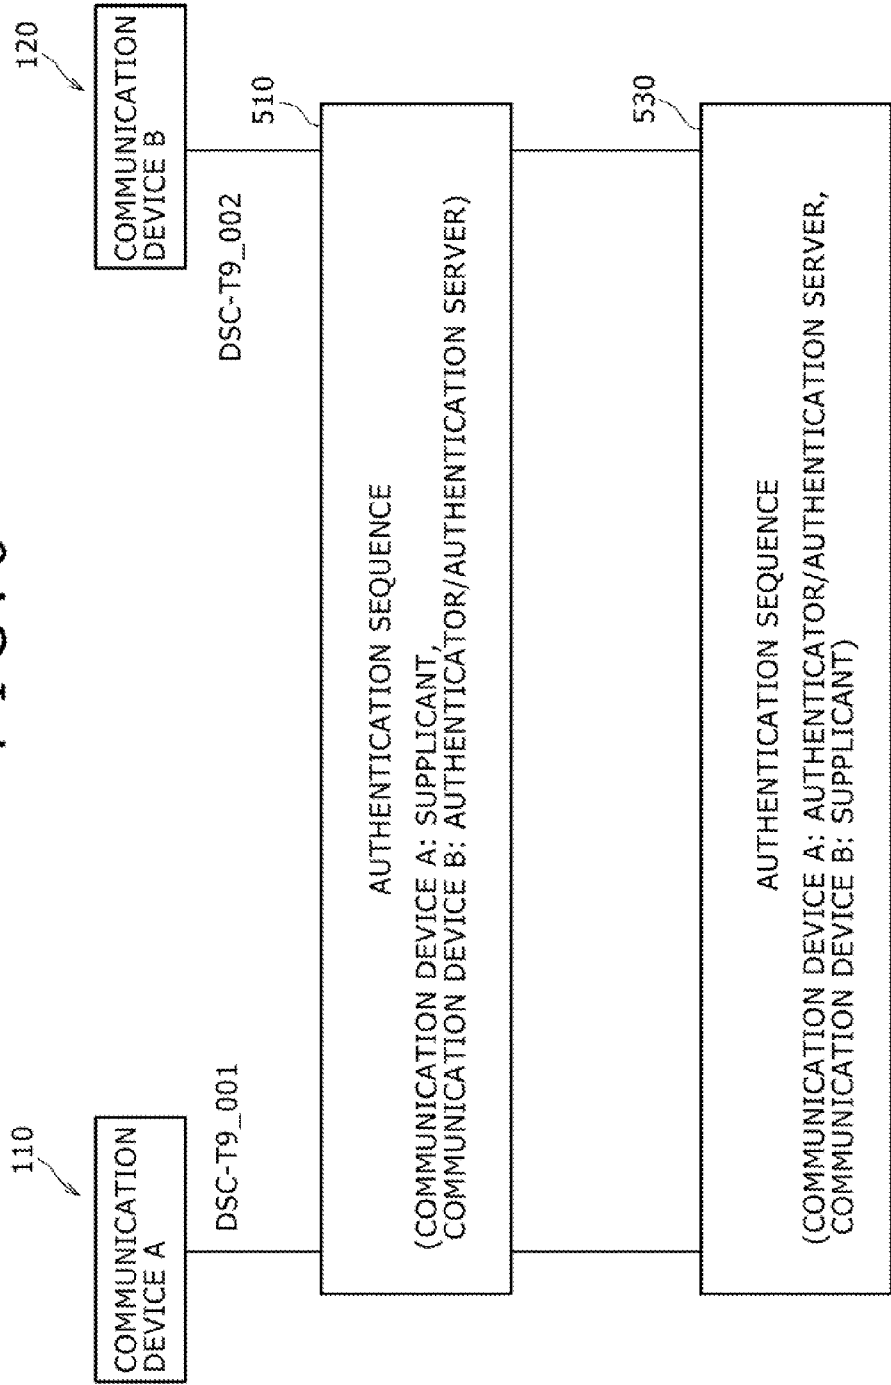 110
COMMUNICATION
DEVICE A
120
COMMUNICATION
DEVICE B
DSC-T9_001
DSC-T9_002
510
AUTHENTICATION SEQUENCE
(COMMUNICATION DEVICE A: SUPPLICANT,
COMMUNICATION DEVICE B: AUTHENTICATOR/AUTHENTICATION SERVER)
530
AUTHENTICATION SEQUENCE
(COMMUNICATION DEVICE A: AUTHENTICATOR/AUTHENTICATION SERVER,
COMMUNICATION DEVICE B: SUPPLICANT)